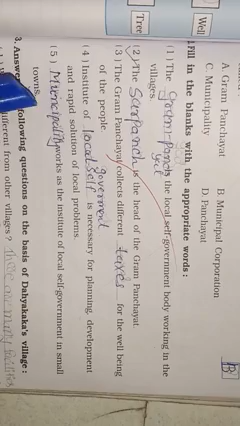 Well
Tree
A. Gram Panchayat B. Municipal Corporation
C. Municipality D. Panchayat
B
Fill in the blanks with the appropriate words :
(1) The gram-panchayat is the local self-government body working in the
villages.
(2) The Sarpanch is the head of the Gram Panchayat.
(3) The Gram Panchayat collects different taxes for the well being
of the people.
(4) Institute of local self goverment is necessary for planning, development
and rapid solution of local problems.
(5) Municipality works as the institute of local self-government in small
towns.
3. Answer following questions on the basis of Dahyakaka's village :
different from other villages ? There are many facilities